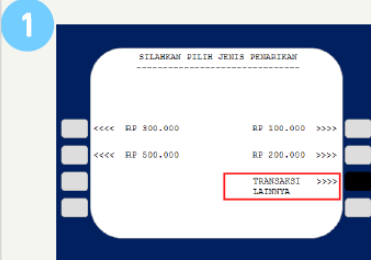 1
SILAHKAN PILIH JENIS PENARIKAN
------------------------------
<<<< RP 300.000 RP 100.000 >>>>
<<<< RP 500.000 RP 200.000 >>>>
TRANSAKSI >>>>
LAINNYA